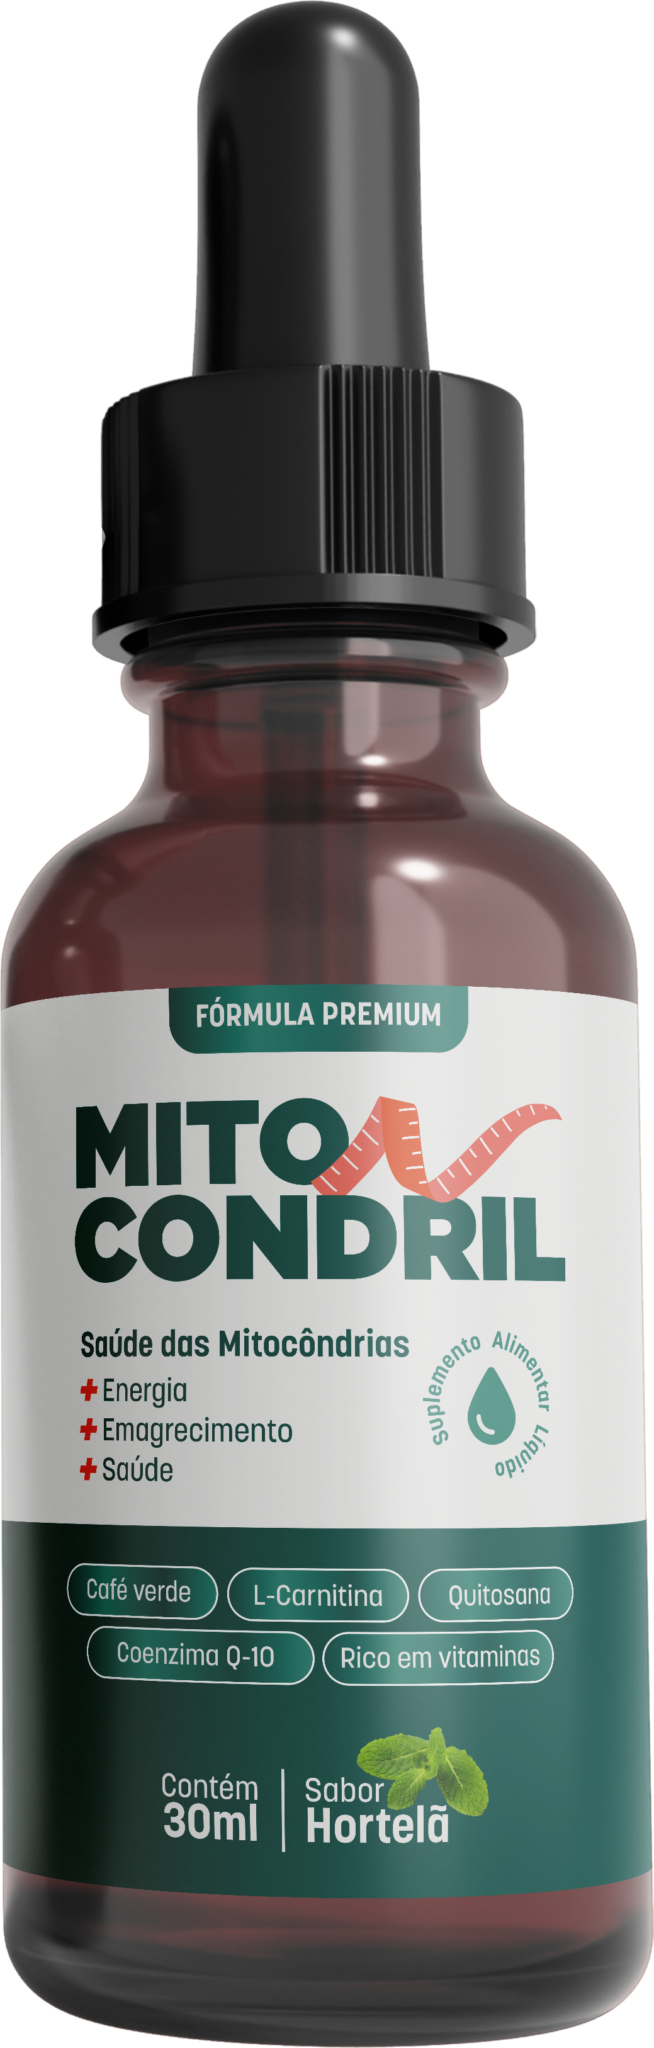 FÓRMULA PREMIUM
MITO
CONDRIL
Saúde das Mitocôndrias
+ Energia
+ Emagrecimento
+ Saúde
Suplemento Alimentar Líquido
Café verde
L-Carnitina
Quitosana
Coenzima Q-10
Rico em vitaminas
Contém
30ml
Sabor
Hortelã